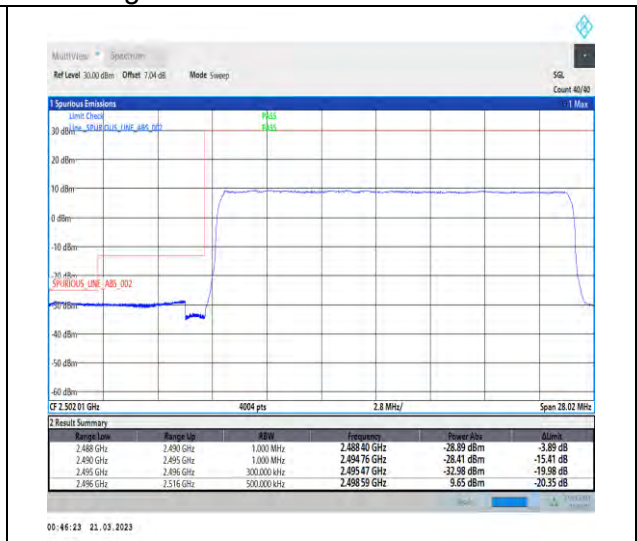 MultiView Spectrum
Ref Level 30.00 dBm Offset 7.04 dB Mode Sweep SGL
Count 40/40
1 Spurious Emissions 1 Max
Limit Check PASS
30 dBm Line_SPURIOUS_LINE_ABS_002 PASS
20 dBm
10 dBm
0 dBm
-10 dBm
-20 dBm
SPURIOUS_LINE_ABS_002
-30 dBm
-40 dBm
-50 dBm
-60 dBm
CF 2.502 01 GHz 4004 pts 2.8 MHz/ Span 28.02 MHz
2 Result Summary
Range Low Range Up RBW Frequency Power Abs ΔLimit
2.488 GHz 2.490 GHz 1.000 MHz 2.488 40 GHz -28.89 dBm -3.89 dB
2.490 GHz 2.495 GHz 1.000 MHz 2.494 76 GHz -28.41 dBm -15.41 dB
2.495 GHz 2.496 GHz 300.000 kHz 2.495 47 GHz -32.98 dBm -19.98 dB
2.496 GHz 2.516 GHz 500.000 kHz 2.498 59 GHz 9.65 dBm -20.35 dB
00:46:23 21.03.2023